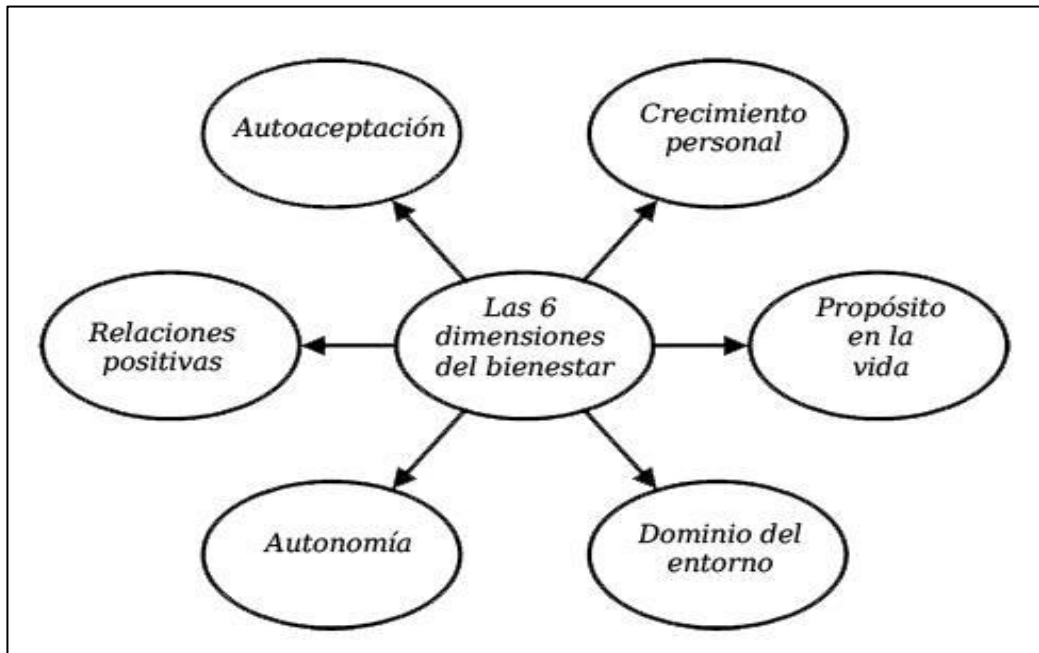 Autoaceptación
Crecimiento
personal
Relaciones
positivas
Las 6
dimensiones
del bienestar
Propósito
en la
vida
Autonomía
Dominio del
entorno